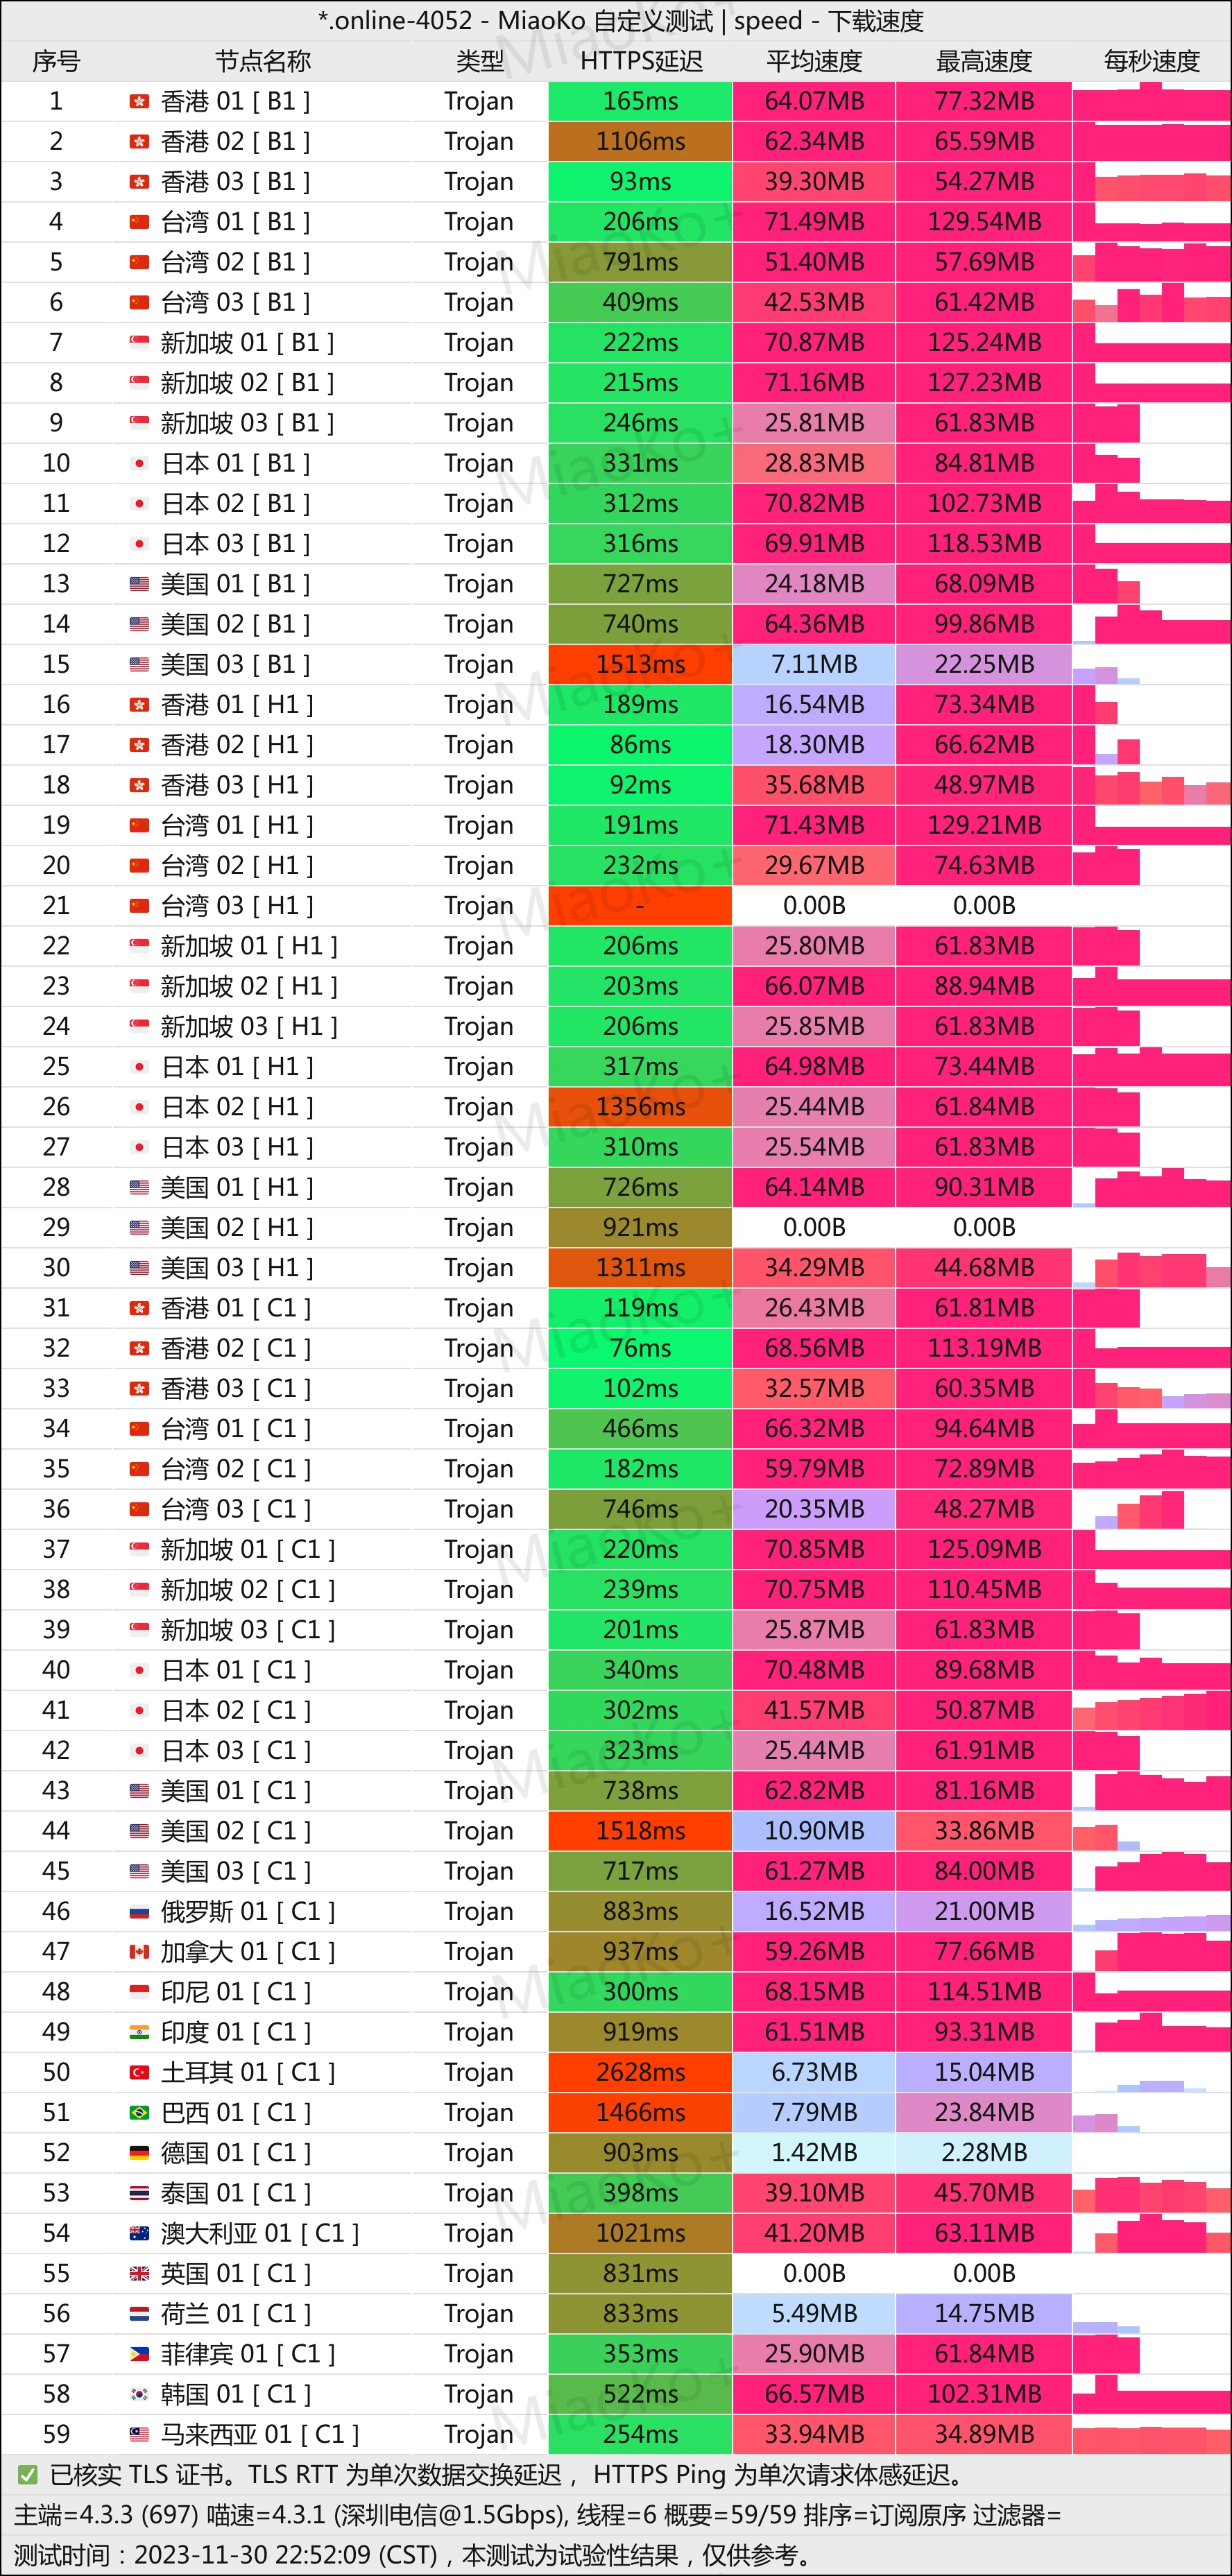 *.online-4052 - MiaoKo 自定义测试 | speed - 下载速度
序号 节点名称 类型 HTTPS延迟 平均速度 最高速度 每秒速度
1 香港 01 [ B1 ] Trojan 165ms 64.07MB 77.32MB
2 香港 02 [ B1 ] Trojan 1106ms 62.34MB 65.59MB
3 香港 03 [ B1 ] Trojan 93ms 39.30MB 54.27MB
4 台湾 01 [ B1 ] Trojan 206ms 71.49MB 129.54MB
5 台湾 02 [ B1 ] Trojan 791ms 51.40MB 57.69MB
6 台湾 03 [ B1 ] Trojan 409ms 42.53MB 61.42MB
7 新加坡 01 [ B1 ] Trojan 222ms 70.87MB 125.24MB
8 新加坡 02 [ B1 ] Trojan 215ms 71.16MB 127.23MB
9 新加坡 03 [ B1 ] Trojan 246ms 25.81MB 61.83MB
10 日本 01 [ B1 ] Trojan 331ms 28.83MB 84.81MB
11 日本 02 [ B1 ] Trojan 312ms 70.82MB 102.73MB
12 日本 03 [ B1 ] Trojan 316ms 69.91MB 118.53MB
13 美国 01 [ B1 ] Trojan 727ms 24.18MB 68.09MB
14 美国 02 [ B1 ] Trojan 740ms 64.36MB 99.86MB
15 美国 03 [ B1 ] Trojan 1513ms 7.11MB 22.25MB
16 香港 01 [ H1 ] Trojan 189ms 16.54MB 73.34MB
17 香港 02 [ H1 ] Trojan 86ms 18.30MB 66.62MB
18 香港 03 [ H1 ] Trojan 92ms 35.68MB 48.97MB
19 台湾 01 [ H1 ] Trojan 191ms 71.43MB 129.21MB
20 台湾 02 [ H1 ] Trojan 232ms 29.67MB 74.63MB
21 台湾 03 [ H1 ] Trojan - 0.00B 0.00B
22 新加坡 01 [ H1 ] Trojan 206ms 25.80MB 61.83MB
23 新加坡 02 [ H1 ] Trojan 203ms 66.07MB 88.94MB
24 新加坡 03 [ H1 ] Trojan 206ms 25.85MB 61.83MB
25 日本 01 [ H1 ] Trojan 317ms 64.98MB 73.44MB
26 日本 02 [ H1 ] Trojan 1356ms 25.44MB 61.84MB
27 日本 03 [ H1 ] Trojan 310ms 25.54MB 61.83MB
28 美国 01 [ H1 ] Trojan 726ms 64.14MB 90.31MB
29 美国 02 [ H1 ] Trojan 921ms 0.00B 0.00B
30 美国 03 [ H1 ] Trojan 1311ms 34.29MB 44.68MB
31 香港 01 [ C1 ] Trojan 119ms 26.43MB 61.81MB
32 香港 02 [ C1 ] Trojan 76ms 68.56MB 113.19MB
33 香港 03 [ C1 ] Trojan 102ms 32.57MB 60.35MB
34 台湾 01 [ C1 ] Trojan 466ms 66.32MB 94.64MB
35 台湾 02 [ C1 ] Trojan 182ms 59.79MB 72.89MB
36 台湾 03 [ C1 ] Trojan 746ms 20.35MB 48.27MB
37 新加坡 01 [ C1 ] Trojan 220ms 70.85MB 125.09MB
38 新加坡 02 [ C1 ] Trojan 239ms 70.75MB 110.45MB
39 新加坡 03 [ C1 ] Trojan 201ms 25.87MB 61.83MB
40 日本 01 [ C1 ] Trojan 340ms 70.48MB 89.68MB
41 日本 02 [ C1 ] Trojan 302ms 41.57MB 50.87MB
42 日本 03 [ C1 ] Trojan 323ms 25.44MB 61.91MB
43 美国 01 [ C1 ] Trojan 738ms 62.82MB 81.16MB
44 美国 02 [ C1 ] Trojan 1518ms 10.90MB 33.86MB
45 美国 03 [ C1 ] Trojan 717ms 61.27MB 84.00MB
46 俄罗斯 01 [ C1 ] Trojan 883ms 16.52MB 21.00MB
47 加拿大 01 [ C1 ] Trojan 937ms 59.26MB 77.66MB
48 印尼 01 [ C1 ] Trojan 300ms 68.15MB 114.51MB
49 印度 01 [ C1 ] Trojan 919ms 61.51MB 93.31MB
50 土耳其 01 [ C1 ] Trojan 2628ms 6.73MB 15.04MB
51 巴西 01 [ C1 ] Trojan 1466ms 7.79MB 23.84MB
52 德国 01 [ C1 ] Trojan 903ms 1.42MB 2.28MB
53 泰国 01 [ C1 ] Trojan 398ms 39.10MB 45.70MB
54 澳大利亚 01 [ C1 ] Trojan 1021ms 41.20MB 63.11MB
55 英国 01 [ C1 ] Trojan 831ms 0.00B 0.00B
56 荷兰 01 [ C1 ] Trojan 833ms 5.49MB 14.75MB
57 菲律宾 01 [ C1 ] Trojan 353ms 25.90MB 61.84MB
58 韩国 01 [ C1 ] Trojan 522ms 66.57MB 102.31MB
59 马来西亚 01 [ C1 ] Trojan 254ms 33.94MB 34.89MB
✅ 已核实 TLS 证书。TLS RTT 为单次数据交换延迟， HTTPS Ping 为单次请求体感延迟。
主端=4.3.3 (697) 喵速=4.3.1 (深圳电信@1.5Gbps), 线程=6 概要=59/59 排序=订阅原序 过滤器=
测试时间：2023-11-30 22:52:09 (CST)，本测试为试验性结果，仅供参考。